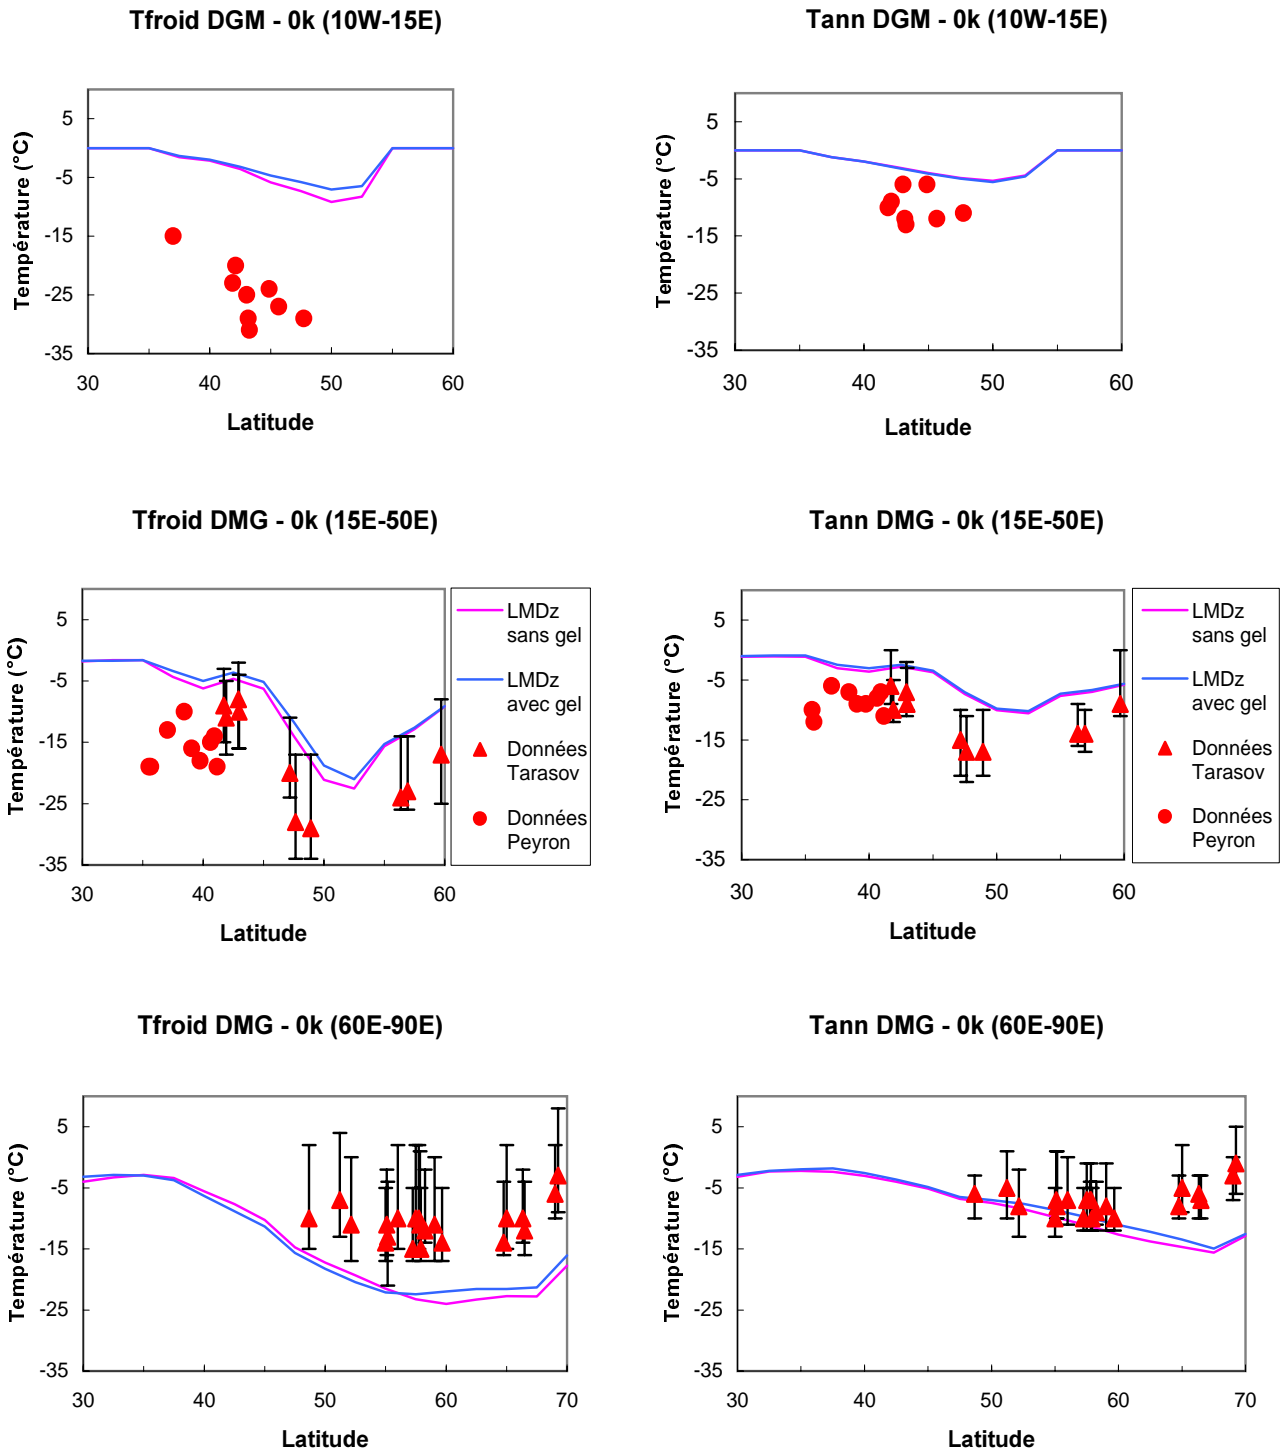 Tfroid DGM - 0k (10W-15E)
Température (°C)
5
-5
-15
-25
-35
30 40 50 60
Latitude
Tann DGM - 0k (10W-15E)
Température (°C)
5
-5
-15
-25
-35
30 40 50 60
Latitude
Tfroid DMG - 0k (15E-50E)
Température (°C)
5
-5
-15
-25
-35
30 40 50 60
Latitude
LMDz
sans gel
LMDz
avec gel
Données
Tarasov
Données
Peyron
Tann DMG - 0k (15E-50E)
Température (°C)
5
-5
-15
-25
-35
30 40 50 60
Latitude
LMDz
sans gel
LMDz
avec gel
Données
Tarasov
Données
Peyron
Tfroid DMG - 0k (60E-90E)
Température (°C)
5
-5
-15
-25
-35
30 40 50 60 70
Latitude
Tann DMG - 0k (60E-90E)
Température (°C)
5
-5
-15
-25
-35
30 40 50 60 70
Latitude